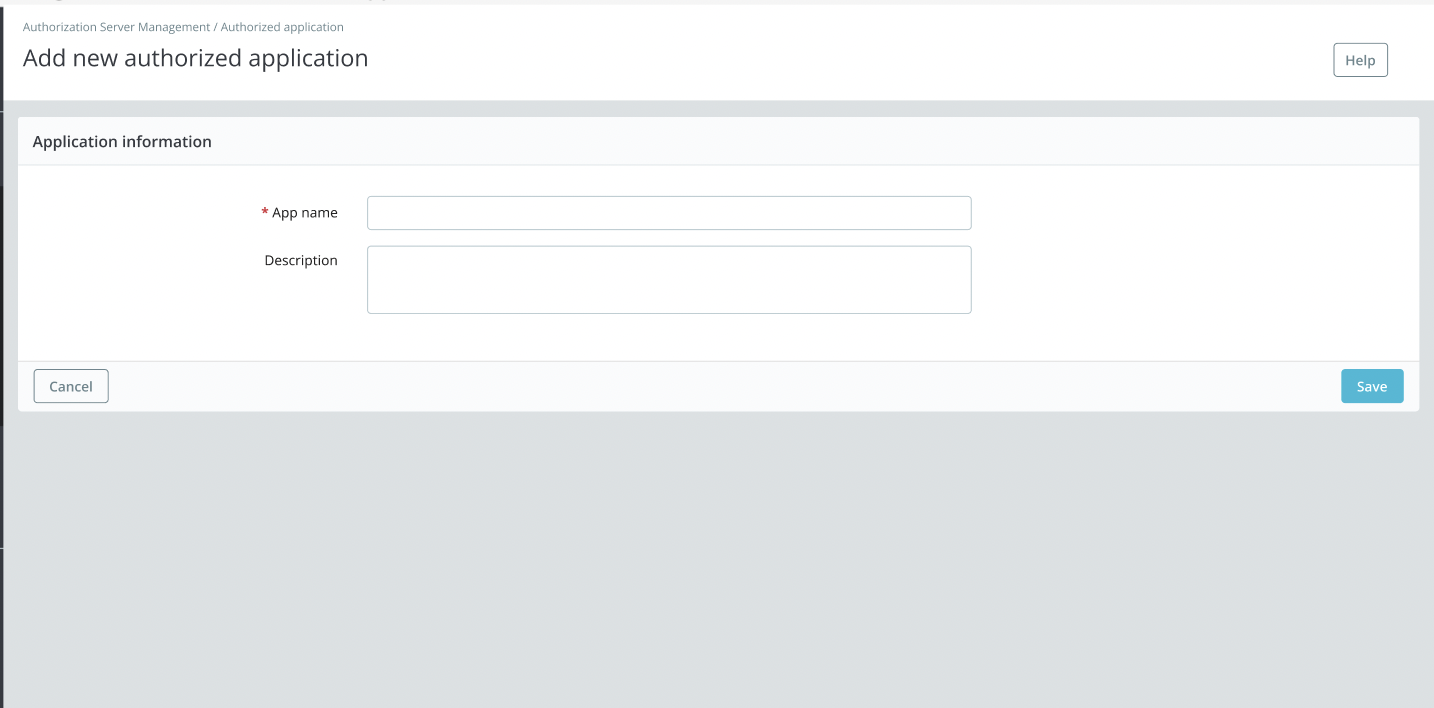 Authorization Server Management / Authorized application
Add new authorized application
Help
Application information
* App name
Description
Cancel
Save